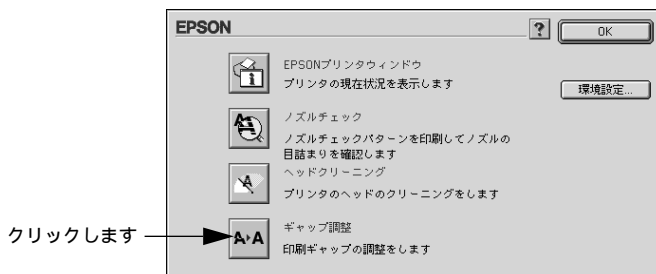 EPSON
?
OK
EPSONプリンタウィンドウ
プリンタの現在状況を表示します
環境設定...
ノズルチェック
ノズルチェックパターンを印刷してノズルの
目詰まりを確認します
ヘッドクリーニング
プリンタのヘッドのクリーニングをします
クリックします
A▸A
ギャップ調整
印刷ギャップの調整をします